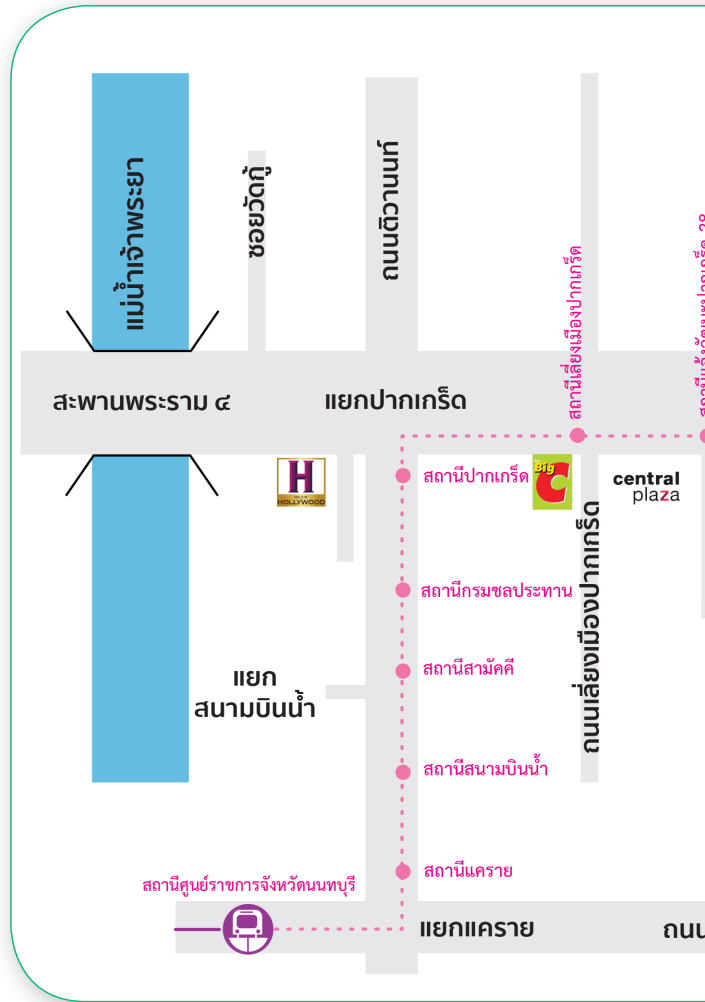 แม่น้ำเจ้าพระยา
ซอยวัดกู้
ถนนติวานนท์
สถานีเลี่ยงเมืองปากเกร็ด
สะพานพระราม ๔
แยกปากเกร็ด
H
HOLLYWOOD
สถานีปากเกร็ด
Big C
central
plaza
ถนนเลี่ยงเมืองปากเกร็ด
สถานีกรมชลประทาน
สถานีสามัคคี
แยก
สนามบินน้ำ
สถานีสนามบินน้ำ
สถานีแคราย
สถานีศูนย์ราขการจังหวัดนนทบุรี
แยกแคราย